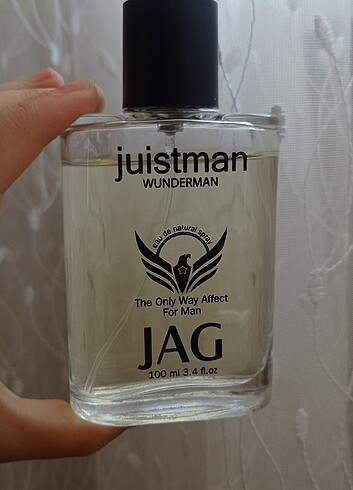 juistman
WUNDERMAN
eau de natural spray
The Only Way Affect
For Man
JAG
100 ml 3.4 fl.oz